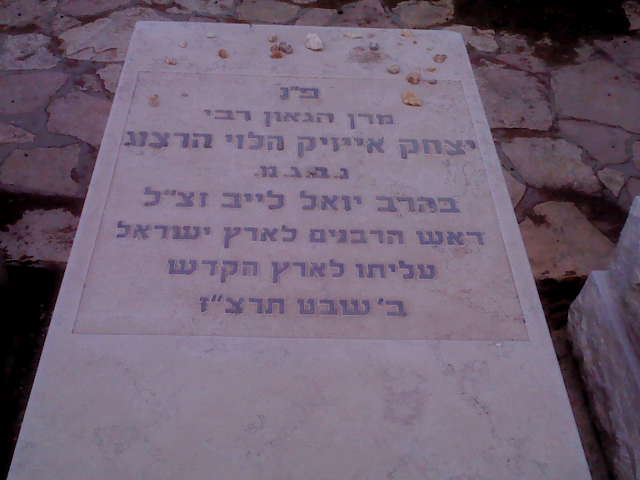 פ"נ
מרן הגאון רבי
יצחק אייזיק הלוי הרצוג
נ.ב.ג.מ.
בהרב יואל לייב זצ"ל
ראש הרבנים לארץ ישראל
עליתו לארץ הקדש
ב' שבט תרצ"ז